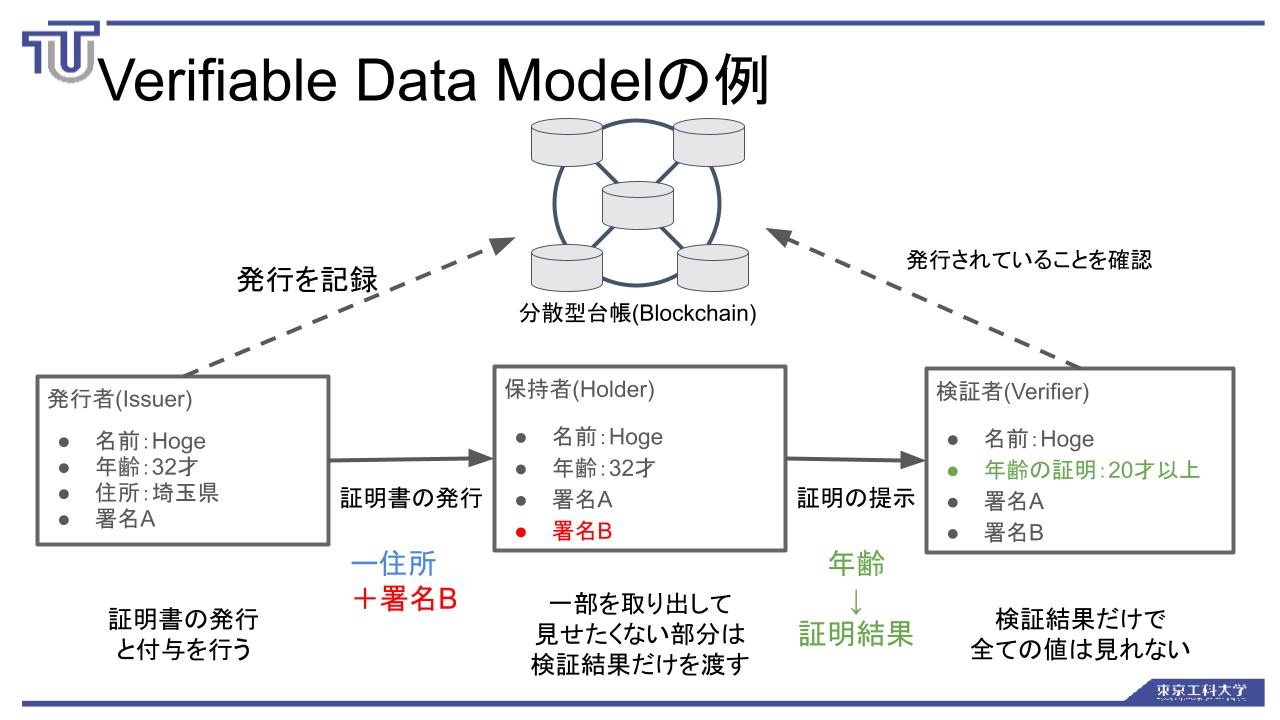 Verifiable Data Modelの例
発行を記録
発行されていることを確認
分散型台帳(Blockchain)
発行者(Issuer)
● 名前：Hoge
● 年齢：32才
● 住所：埼玉県
● 署名A
証明書の発行
ー住所
＋署名B
保持者(Holder)
● 名前：Hoge
● 年齢：32才
● 署名A
● 署名B
証明の提示
年齢
↓
証明結果
検証者(Verifier)
● 名前：Hoge
● 年齢の証明：20才以上
● 署名A
● 署名B
証明書の発行
と付与を行う
一部を取り出して
見せたくない部分は
検証結果だけを渡す
検証結果だけで
全ての値は見れない
東京工科大学